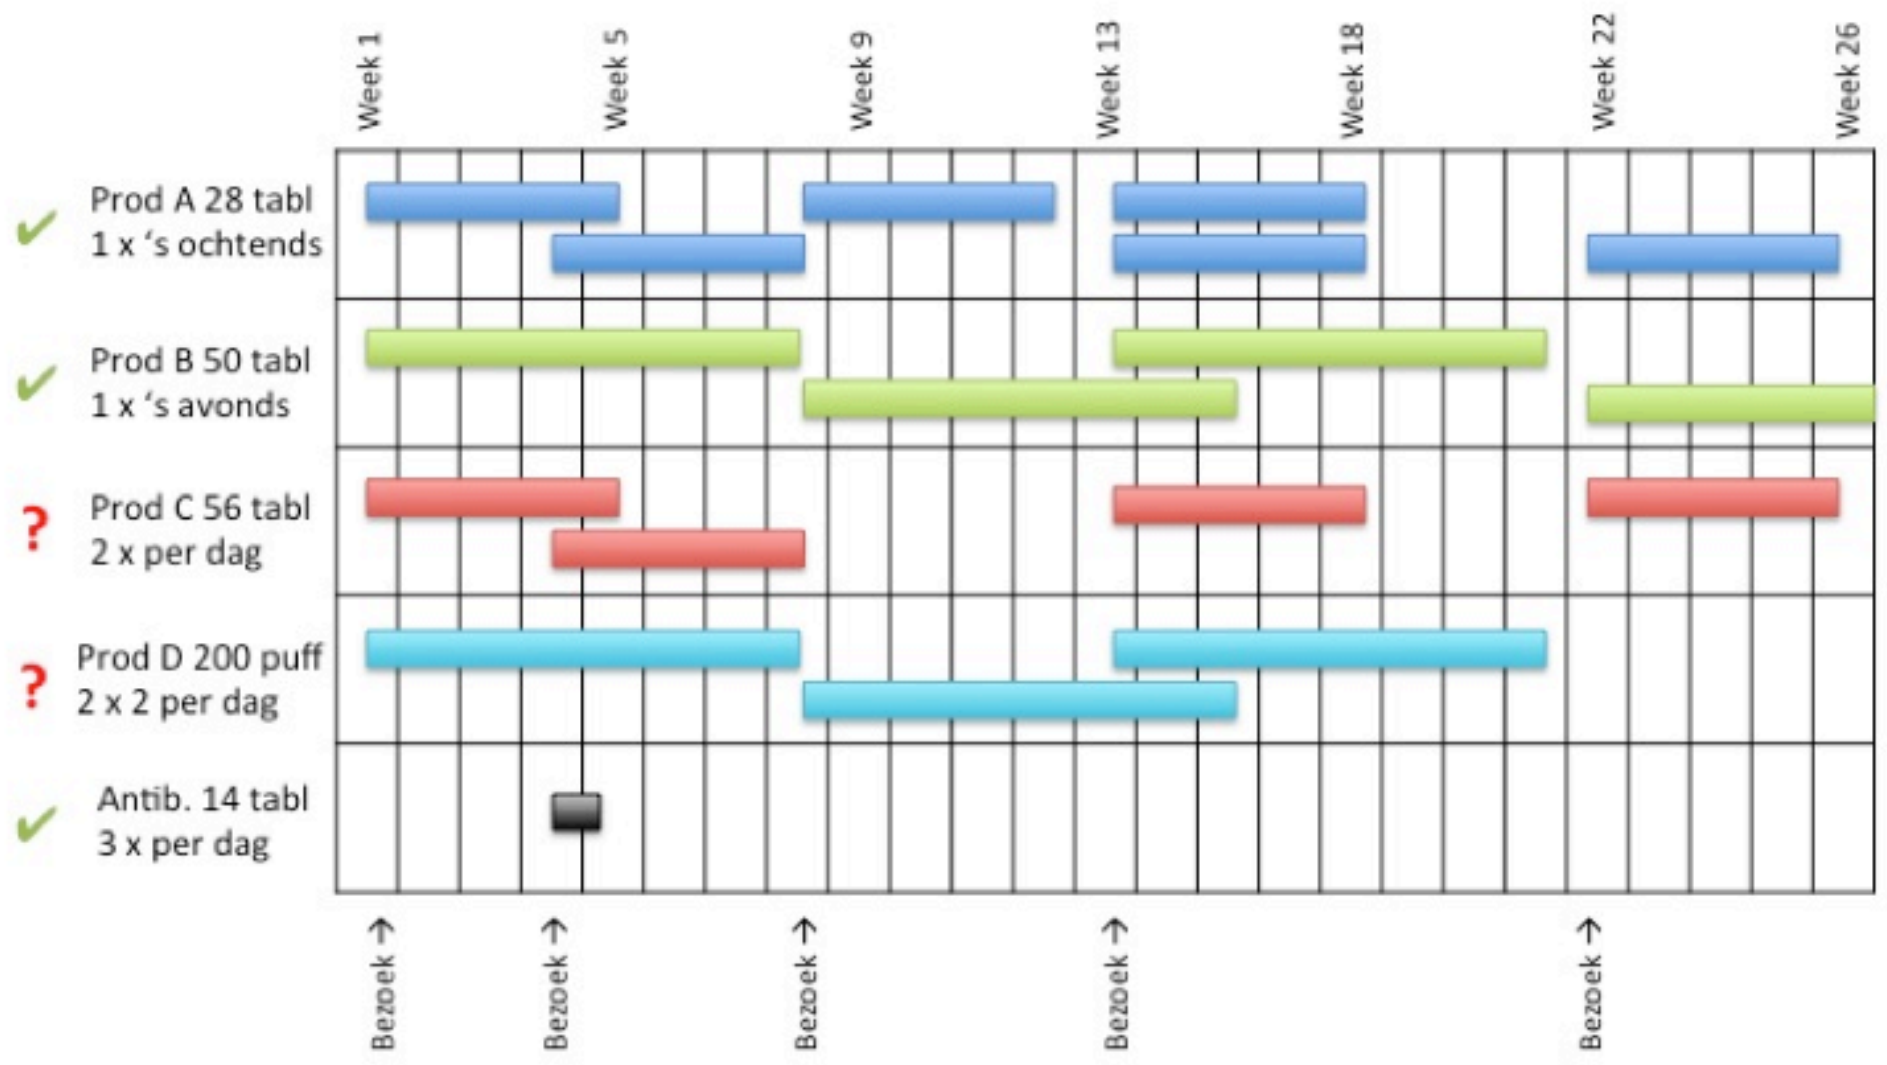 Week 1
Week 5
Week 9
Week 13
Week 18
Week 22
Week 26
Prod A 28 tabl
1 x ‘s ochtends
Prod B 50 tabl
1 x ‘s avonds
?
Prod C 56 tabl
2 x per dag
?
Prod D 200 puff
2 x 2 per dag
Antib. 14 tabl
3 x per dag
Bezoek →
Bezoek →
Bezoek →
Bezoek →
Bezoek →